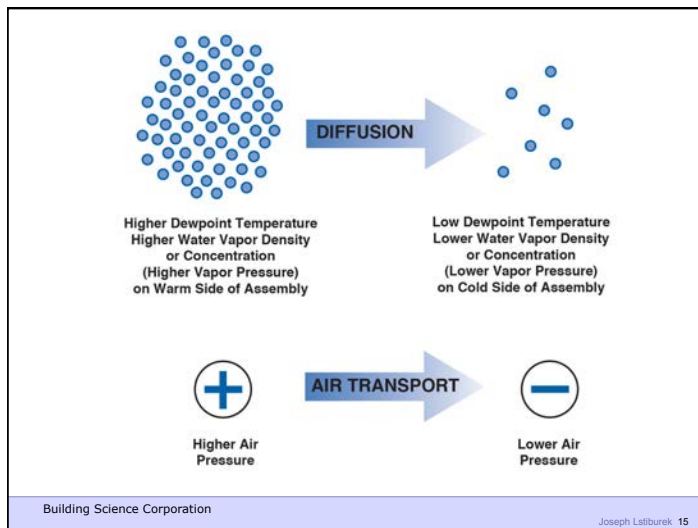 DIFFUSION
Higher Dewpoint Temperature
Higher Water Vapor Density
or Concentration
(Higher Vapor Pressure)
on Warm Side of Assembly
Low Dewpoint Temperature
Lower Water Vapor Density
or Concentration
(Lower Vapor Pressure)
on Cold Side of Assembly
AIR TRANSPORT
Higher Air
Pressure
Lower Air
Pressure
Building Science Corporation
Joseph Lstiburek 15